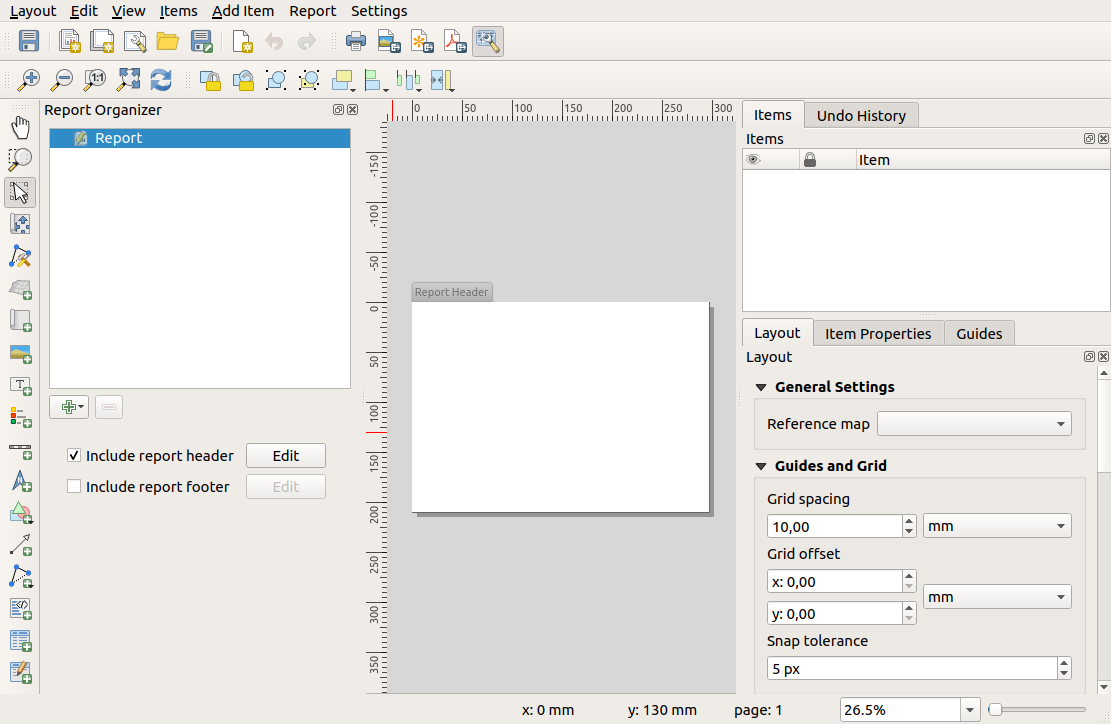 Layout Edit View Items Add Item Report Settings
1:1
Report Organizer
Report
Include report header Edit
Include report footer Edit
0 50 100 150 200 250 300
-150
-100
-50
0
50
100
150
200
250
300
350
Report Header
Items Undo History
Items
Item
Layout Item Properties Guides
Layout
General Settings
Reference map
Guides and Grid
Grid spacing
10,00 mm
Grid offset
x: 0,00
mm
y: 0,00
Snap tolerance
5 px
x: 0 mm y: 130 mm page: 1 26.5%